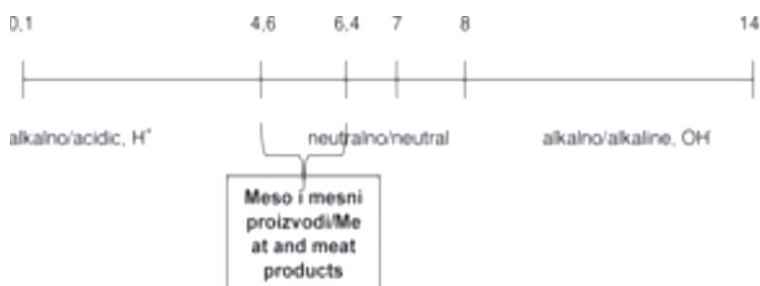 0,1 4,6 6,4 7 8 14
alkalno/acidic, H⁺ neutralno/neutral alkalno/alkaline, OH
Meso i mesni
proizvodi/Me
at and meat
products